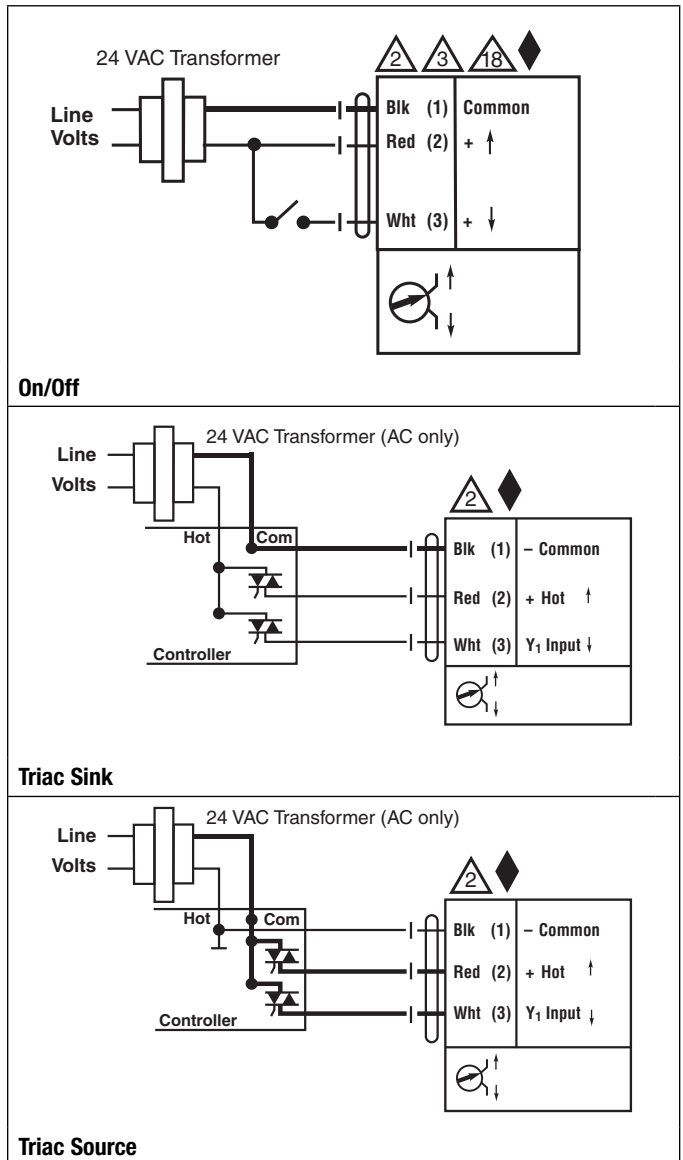 24 VAC Transformer
2 3 18
Line
Volts
Blk (1) Common
Red (2) + ↑
Wht (3) + ↓
↑
↓
On/Off
24 VAC Transformer (AC only)
Line
Volts
2
Hot Com
Blk (1) – Common
Red (2) + Hot ↑
Wht (3) Y₁ Input ↓
Controller
↑
↓
Triac Sink
24 VAC Transformer (AC only)
Line
Volts
2
Hot Com
Blk (1) – Common
Red (2) + Hot ↑
Wht (3) Y₁ Input ↓
Controller
↑
↓
Triac Source